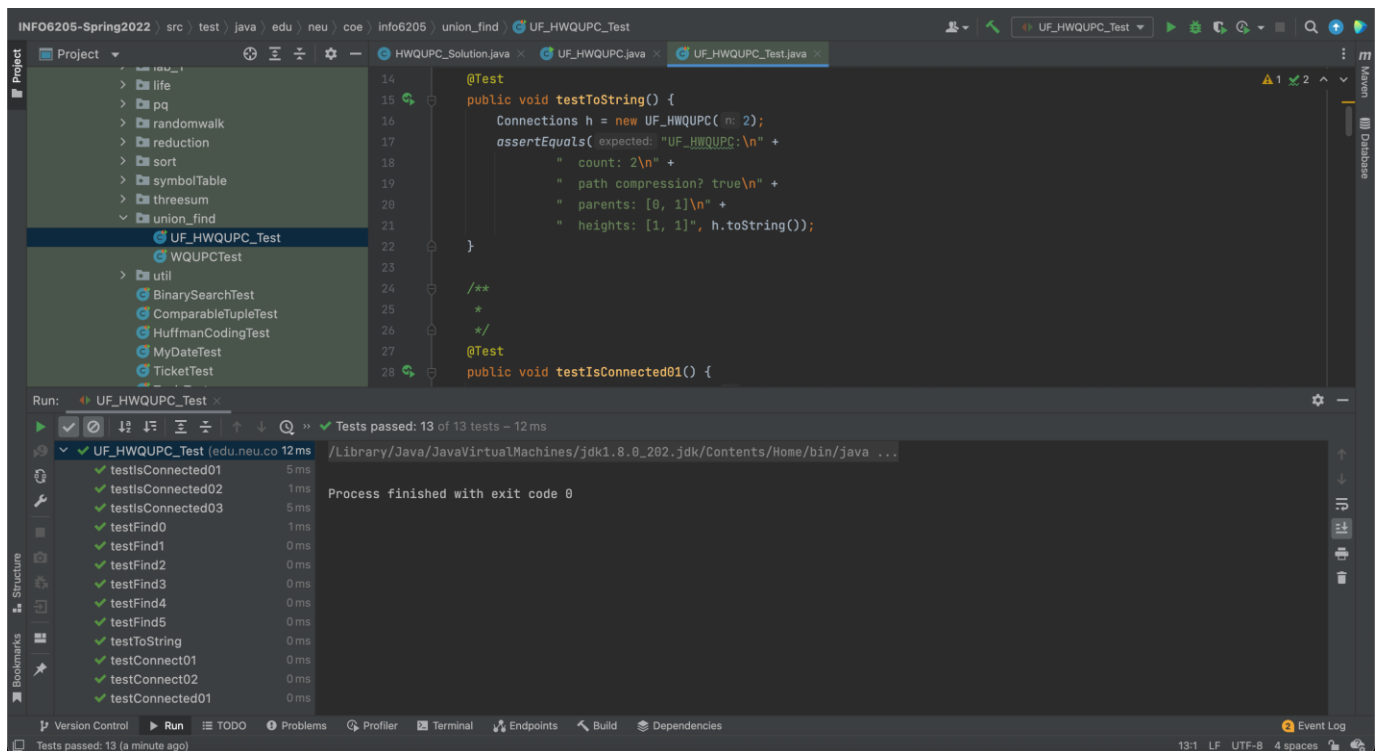 INFO6205-Spring2022 〉 src 〉 test 〉 java 〉 edu 〉 neu 〉 coe 〉 info6205 〉 union_find 〉 UF_HWQUPC_Test
UF_HWQUPC_Test
Project
HWQUPC_Solution.java × UF_HWQUPC.java × UF_HWQUPC_Test.java ×
life
pq
randomwalk
reduction
sort
symbolTable
threesum
union_find
UF_HWQUPC_Test
WQUPCTest
util
BinarySearchTest
ComparableTupleTest
HuffmanCodingTest
MyDateTest
TicketTest
14 @Test
15 public void testToString() {
16 Connections h = new UF_HWQUPC( n: 2);
17 assertEquals( expected: "UF_HWQUPC:\n" +
18 "  count: 2\n" +
19 "  path compression? true\n" +
20 "  parents: [0, 1]\n" +
21 "  heights: [1, 1]", h.toString());
22 }
23
24 /**
25 *
26 */
27 @Test
28 public void testIsConnected01() {
1 2
Project
Structure
Bookmarks
m
Maven
Database
Run: UF_HWQUPC_Test ×
» Tests passed: 13 of 13 tests – 12 ms
UF_HWQUPC_Test (edu.neu.co 12 ms
testIsConnected01 5 ms
testIsConnected02 1 ms
testIsConnected03 5 ms
testFind0 1 ms
testFind1 0 ms
testFind2 0 ms
testFind3 0 ms
testFind4 0 ms
testFind5 0 ms
testToString 0 ms
testConnect01 0 ms
testConnect02 0 ms
testConnected01 0 ms
/Library/Java/JavaVirtualMachines/jdk1.8.0_202.jdk/Contents/Home/bin/java ...
Process finished with exit code 0
Version Control Run TODO Problems Profiler Terminal Endpoints Build Dependencies 2 Event Log
Tests passed: 13 (a minute ago) 13:1 LF UTF-8 4 spaces